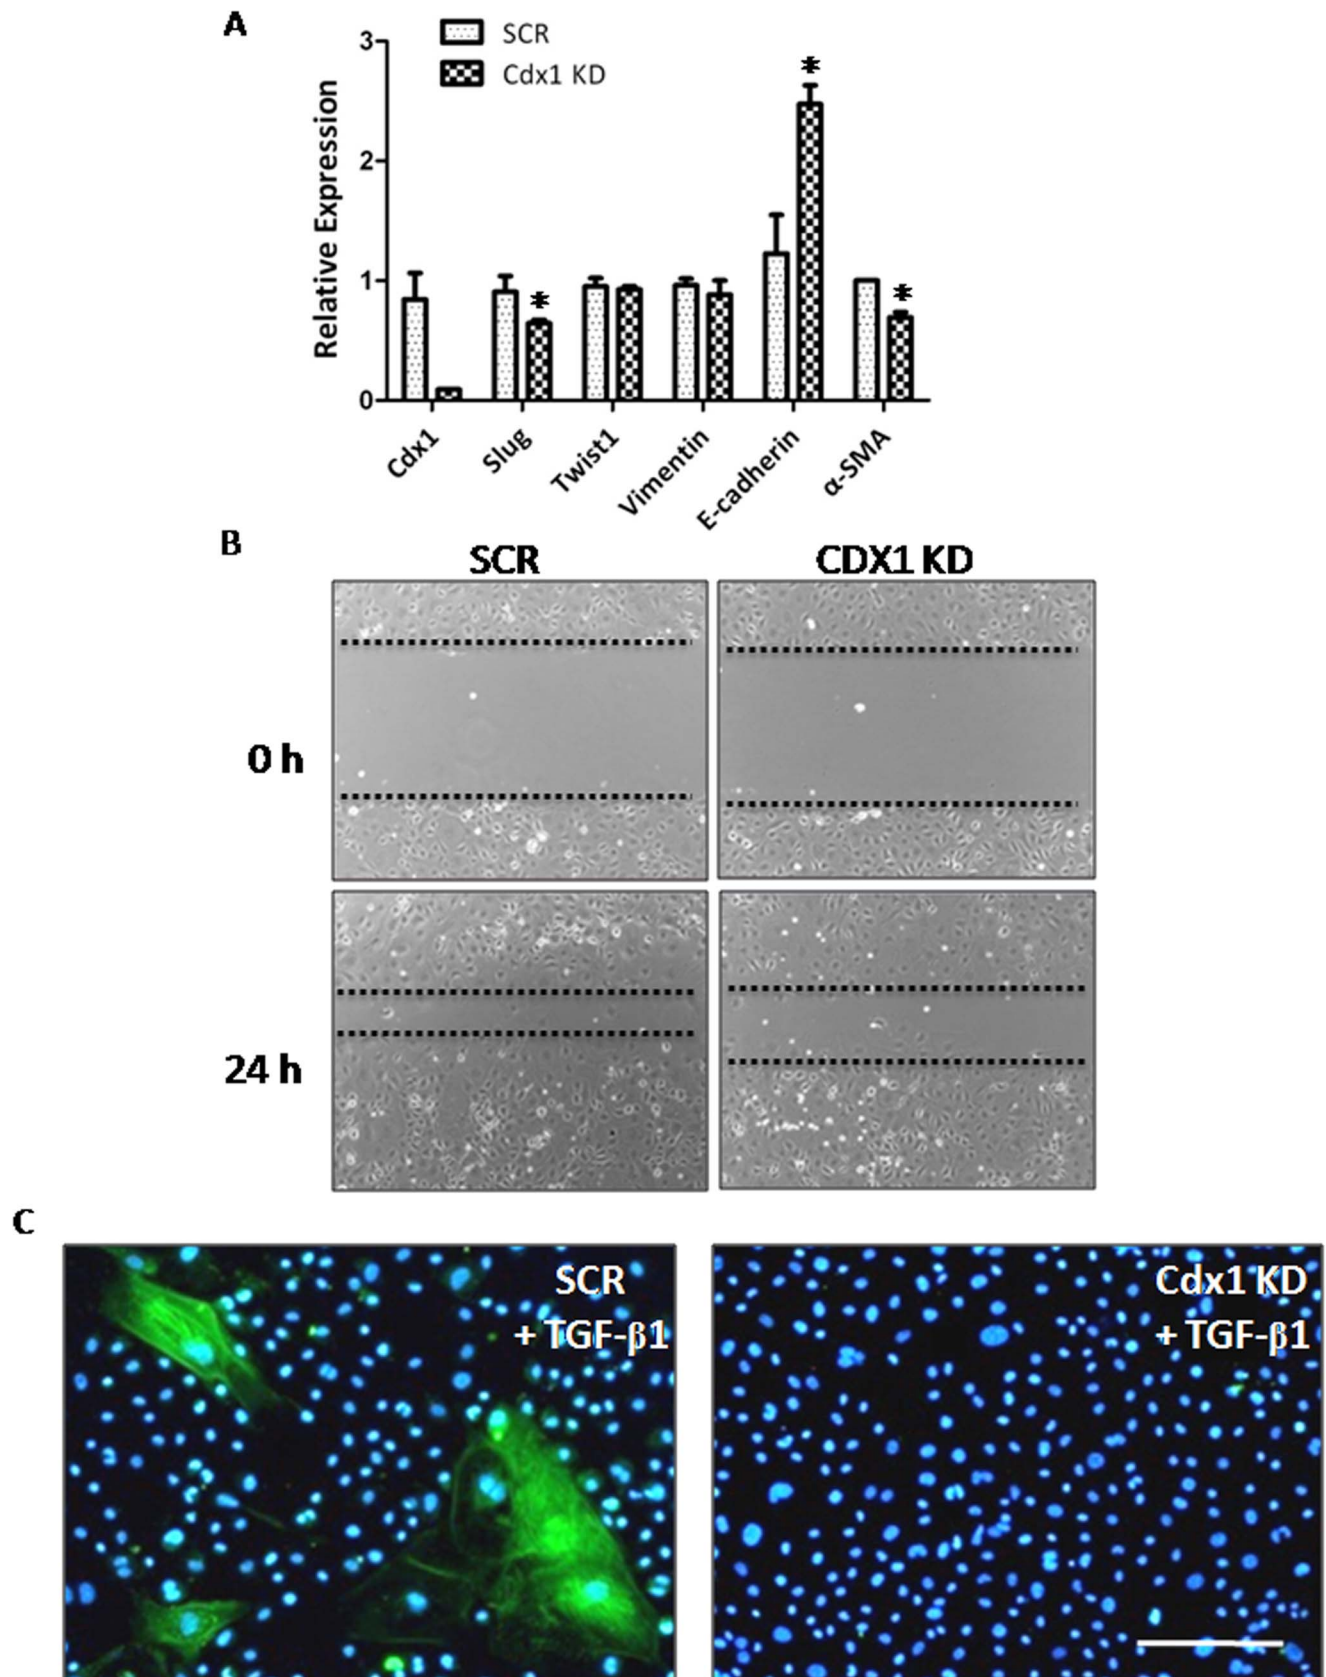 A
3
SCR
Cdx1 KD
*
2
Relative Expression
1
*
*
0
Cdx1
Slug
Twist1
Vimentin
E-cadherin
α-SMA
B
SCR
CDX1 KD
0 h
24 h
C
SCR
+ TGF-β1
Cdx1 KD
+ TGF-β1